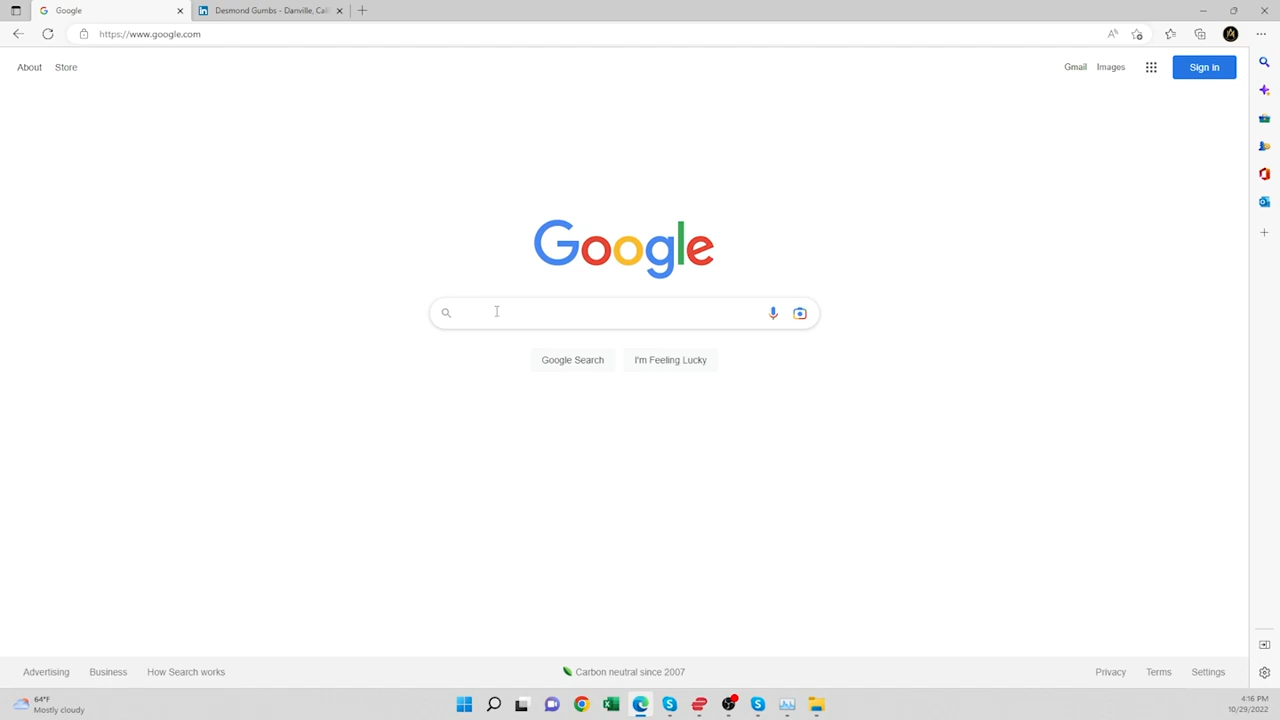 Google
Desmond Gumbs - Danville, Cali
https://www.google.com
About Store
Gmail Images Sign in
Google
Google Search I'm Feeling Lucky
Advertising Business How Search works
Carbon neutral since 2007
Privacy Terms Settings
64°F
Mostly cloudy
4:16 PM
10/29/2022